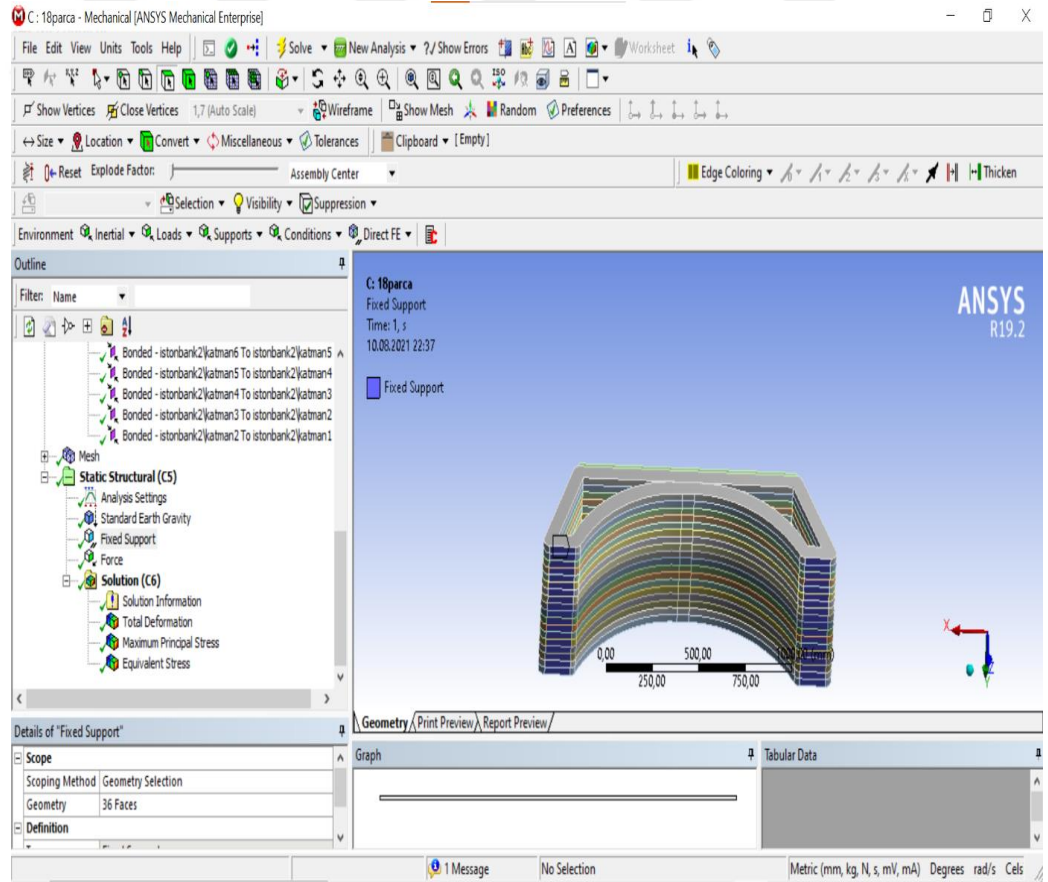 C : 18parca - Mechanical [ANSYS Mechanical Enterprise]
File Edit View Units Tools Help Solve New Analysis ?/ Show Errors Worksheet
Show Vertices Close Vertices 1,7 (Auto Scale) Wireframe Show Mesh Random Preferences
Size Location Convert Miscellaneous Tolerances Clipboard [Empty]
Reset Explode Factor: Assembly Center Edge Coloring Thicken
Selection Visibility Suppression
Environment Inertial Loads Supports Conditions Direct FE
Outline
Filter: Name
Bonded - istonbank2\katman6 To istonbank2\katman5
Bonded - istonbank2\katman5 To istonbank2\katman4
Bonded - istonbank2\katman4 To istonbank2\katman3
Bonded - istonbank2\katman3 To istonbank2\katman2
Bonded - istonbank2\katman2 To istonbank2\katman1
Mesh
Static Structural (C5)
Analysis Settings
Standard Earth Gravity
Fixed Support
Force
Solution (C6)
Solution Information
Total Deformation
Maximum Principal Stress
Equivalent Stress
Details of "Fixed Support"
Scope
Scoping Method Geometry Selection
Geometry 36 Faces
Definition
C: 18parca
Fixed Support
Time: 1, s
10.08.2021 22:37
Fixed Support
ANSYS
R19.2
X
Z
0,00 500,00
250,00 750,00
Geometry Print Preview Report Preview
Graph
Tabular Data
1 Message No Selection Metric (mm, kg, N, s, mV, mA) Degrees rad/s Cels